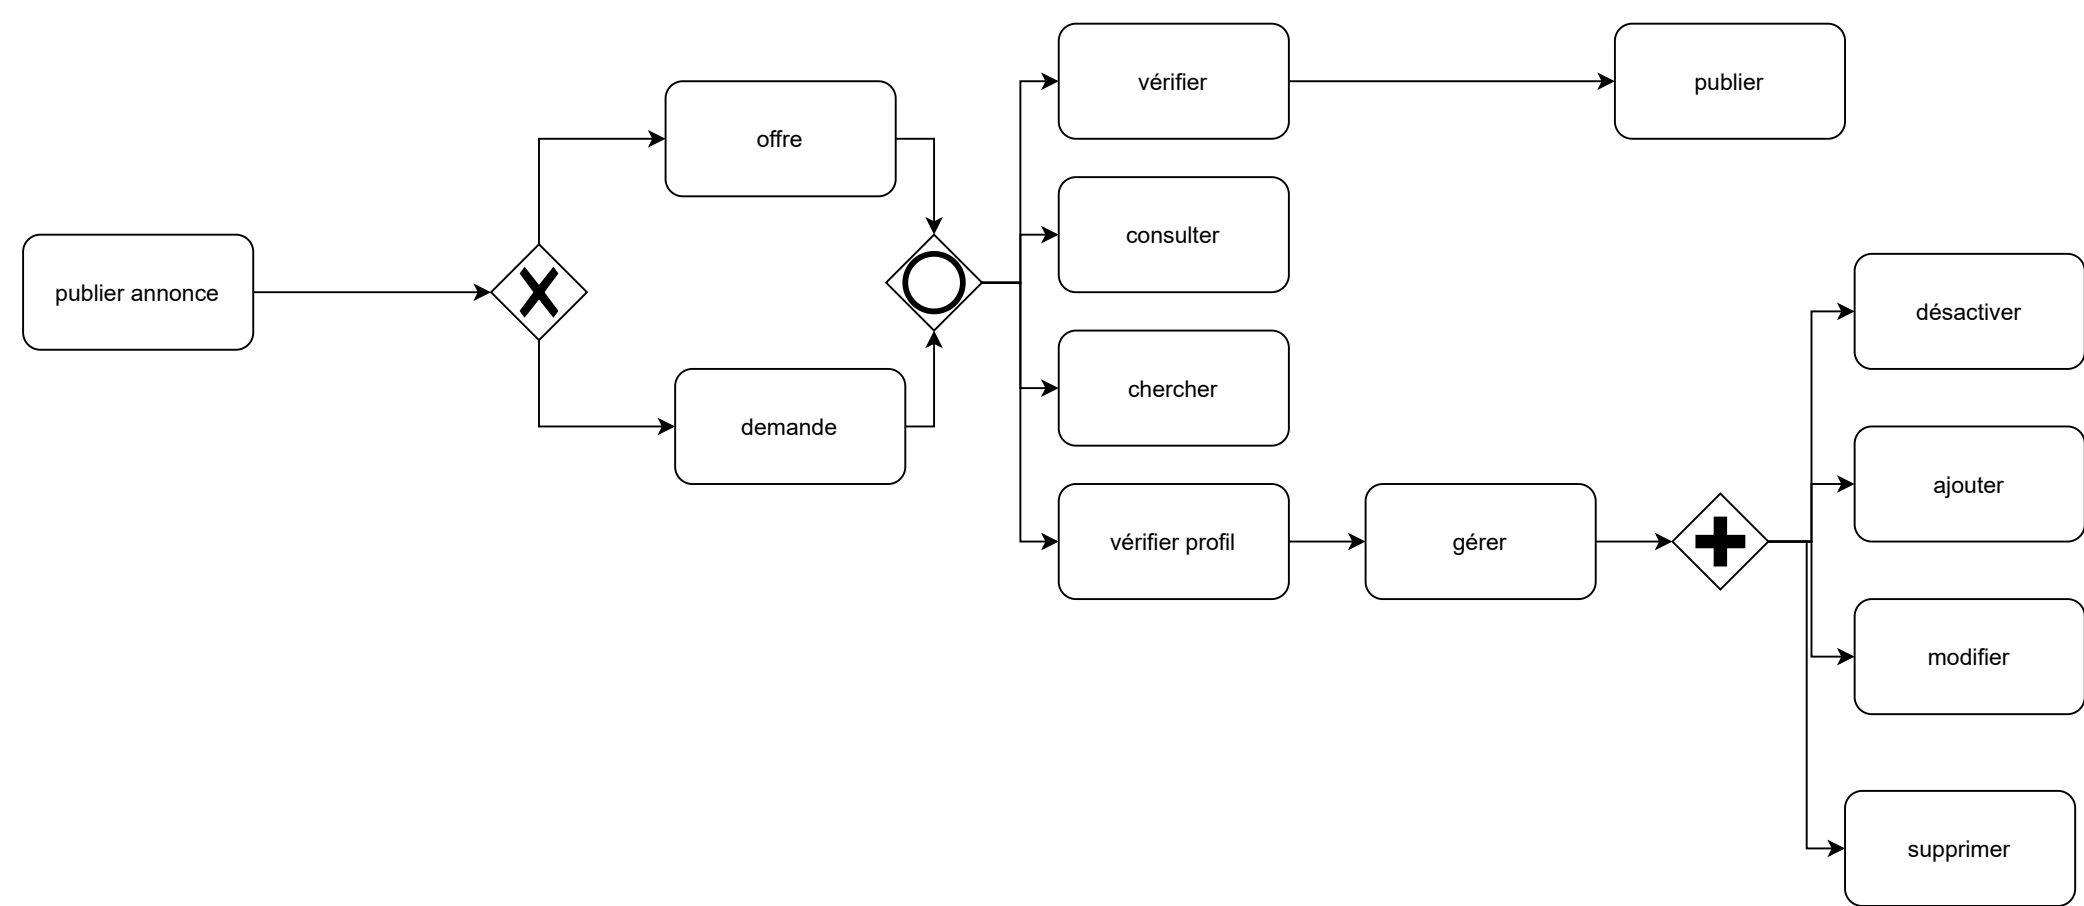 publier annonce
offre
demande
vérifier
consulter
chercher
vérifier profil
publier
gérer
désactiver
ajouter
modifier
supprimer